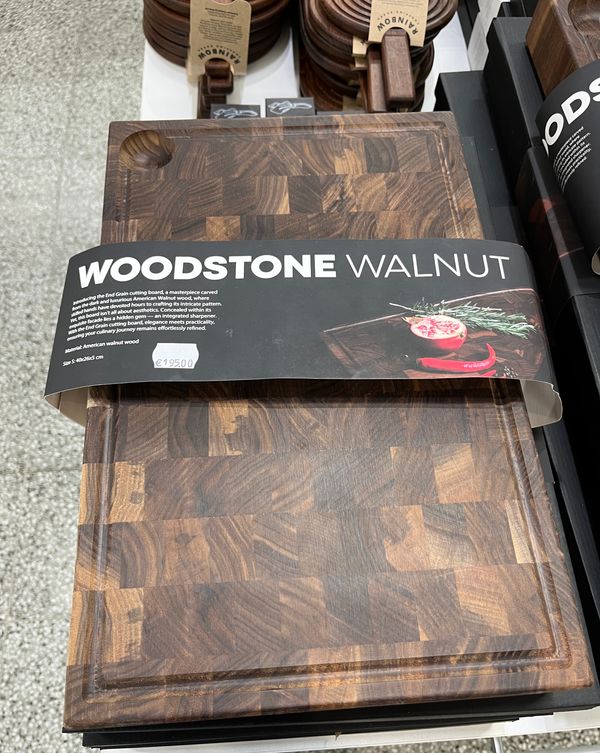 RAINBOW
RAINBOW
WOODSTONE WALNUT
Introducing the End Grain cutting board, a masterpiece carved
from the dark and luxurious American Walnut wood, where
skilled hands have devoted hours to crafting its intricate pattern.
Yet, this board isn't all about aesthetics. Concealed within its
exquisite facade lies a hidden gem — an integrated sharpener.
With the End Grain cutting board, elegance meets practicality,
ensuring your culinary journey remains effortlessly refined.
Material: American walnut wood
Size S: 40x26x5 cm
€195.00